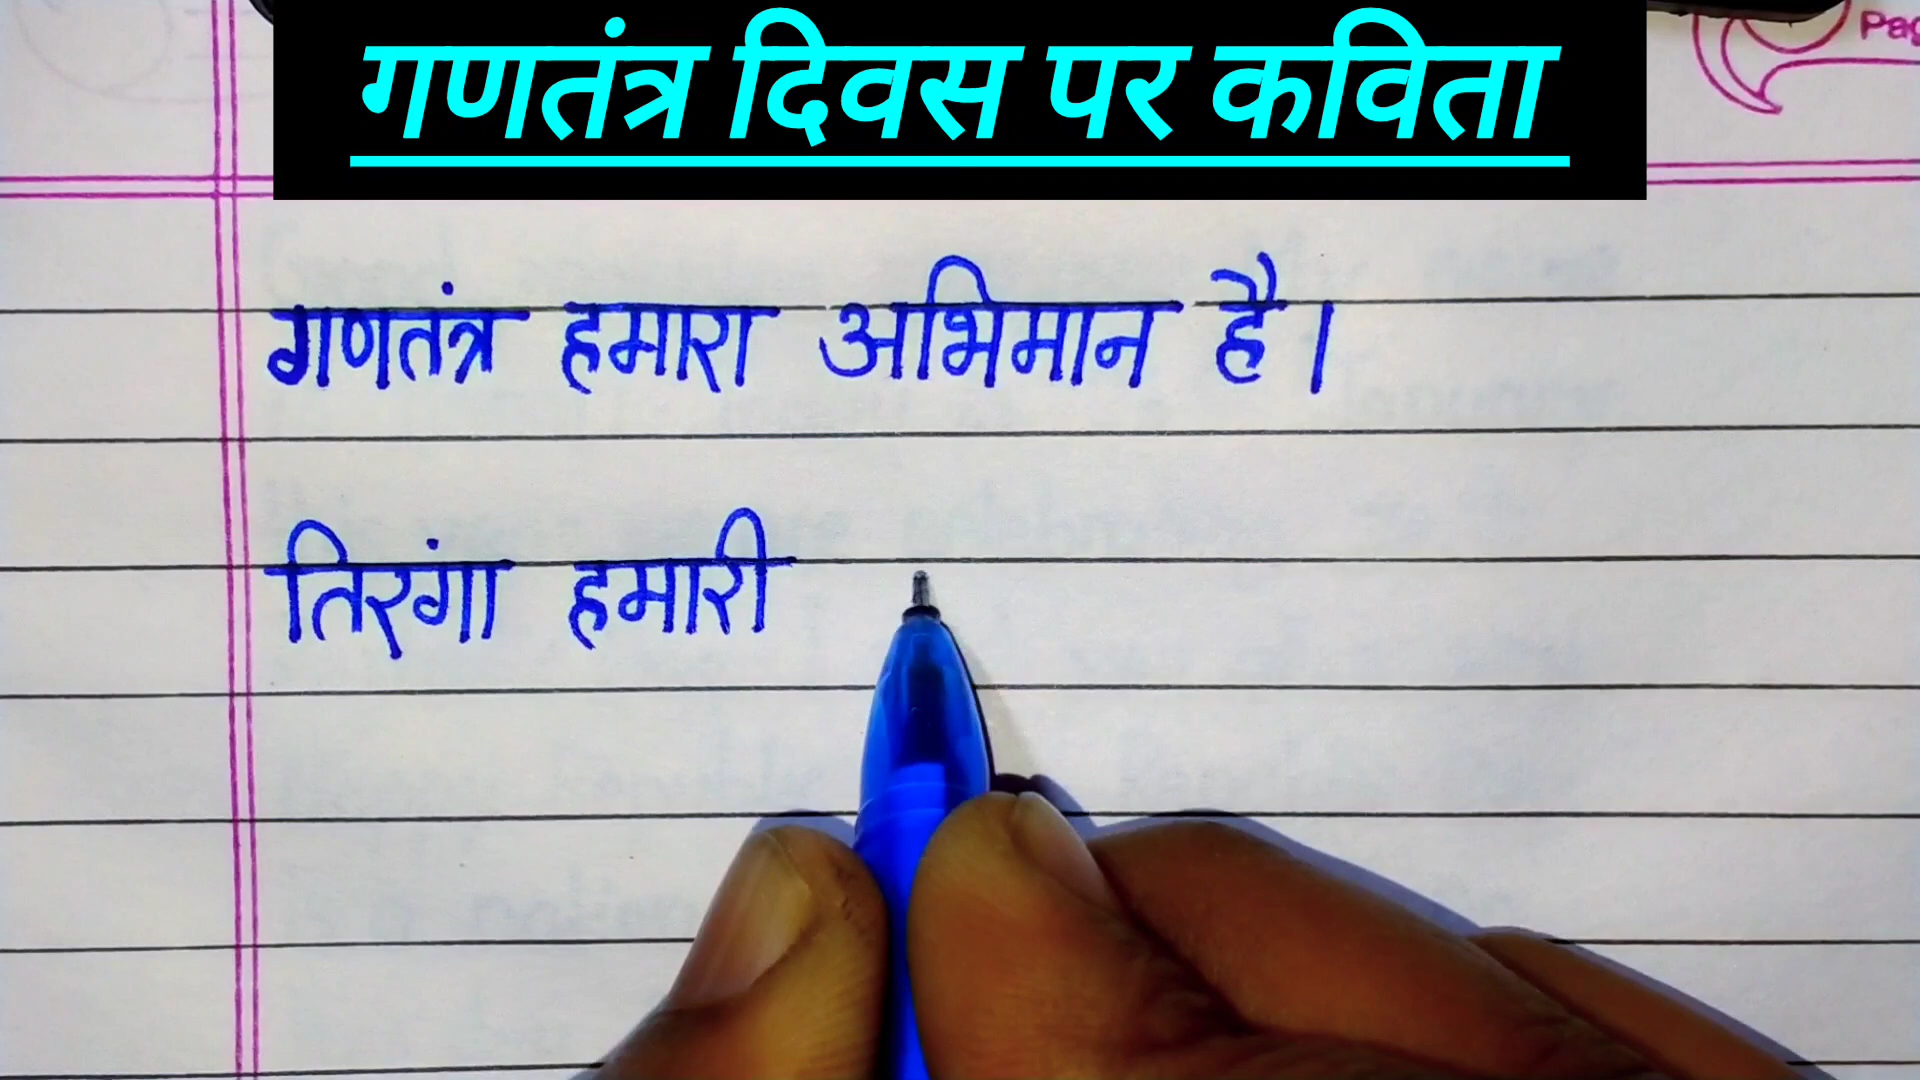 गणतंत्र दिवस पर कविता
गणतंत्र हमारा अभिमान है।
तिरंगा हमारी